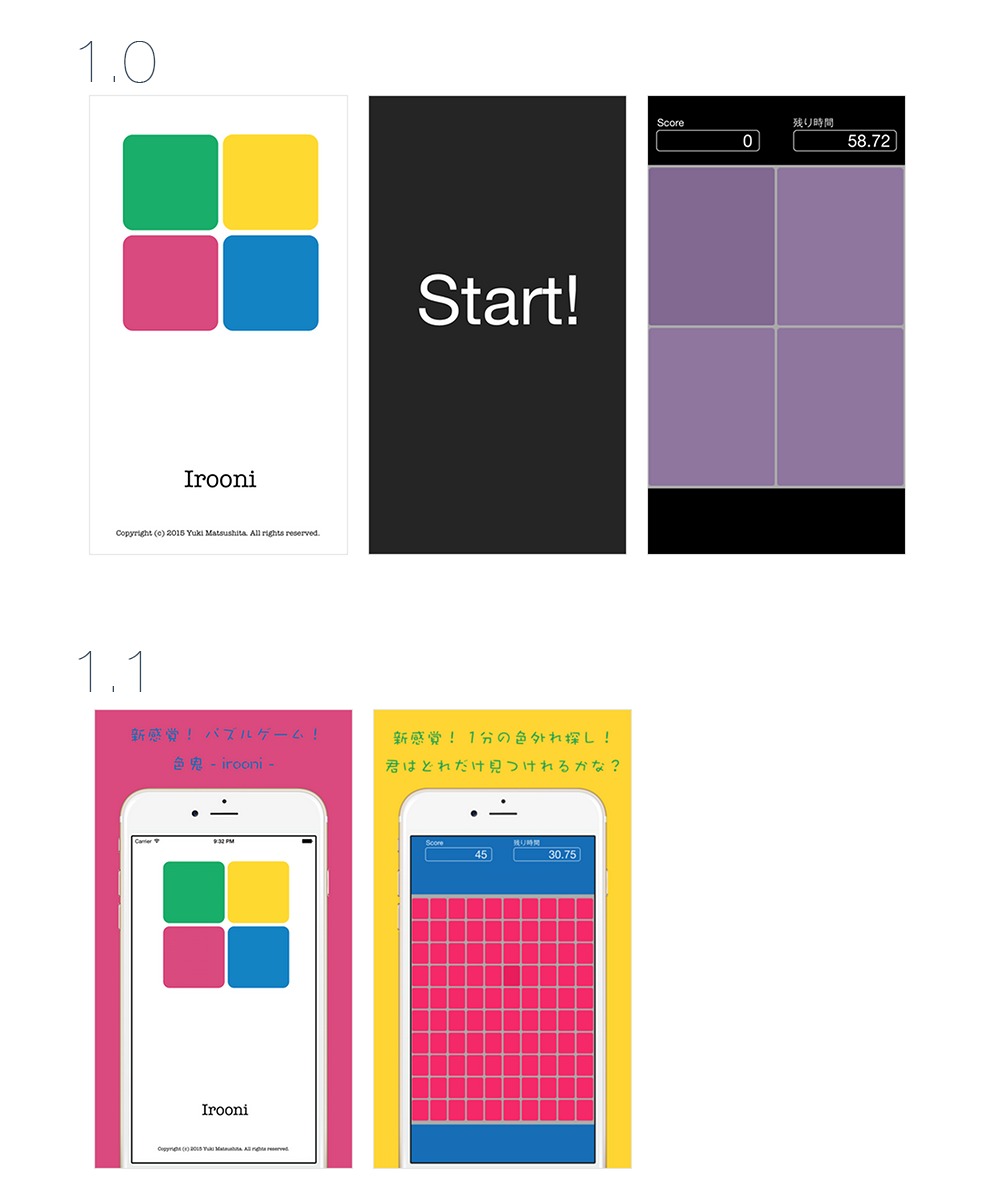 1.0
Irooni
Copyright (c) 2015 Yuki Matsushita. All rights reserved.
Start!
Score
0
残り時間
58.72
1.1
新感覚！ パズルゲーム！
色鬼 - irooni -
Carrier
9:32 PM
Irooni
Copyright (c) 2015 Yuki Matsushita. All rights reserved.
新感覚！ 1分の色外れ探し！
君はどれだけ見つけれるかな？
Score
45
残り時間
30.75